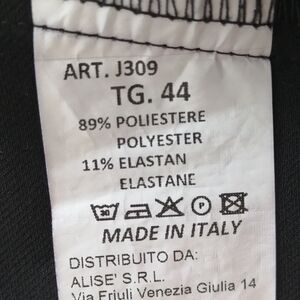 ART. J309
TG. 44
89% POLIESTERE
POLYESTER
11% ELASTAN
ELASTANE
30 P
MADE IN ITALY
DISTRIBUITO DA:
ALISE' S.R.L.
Via Friuli Venezia Giulia 14